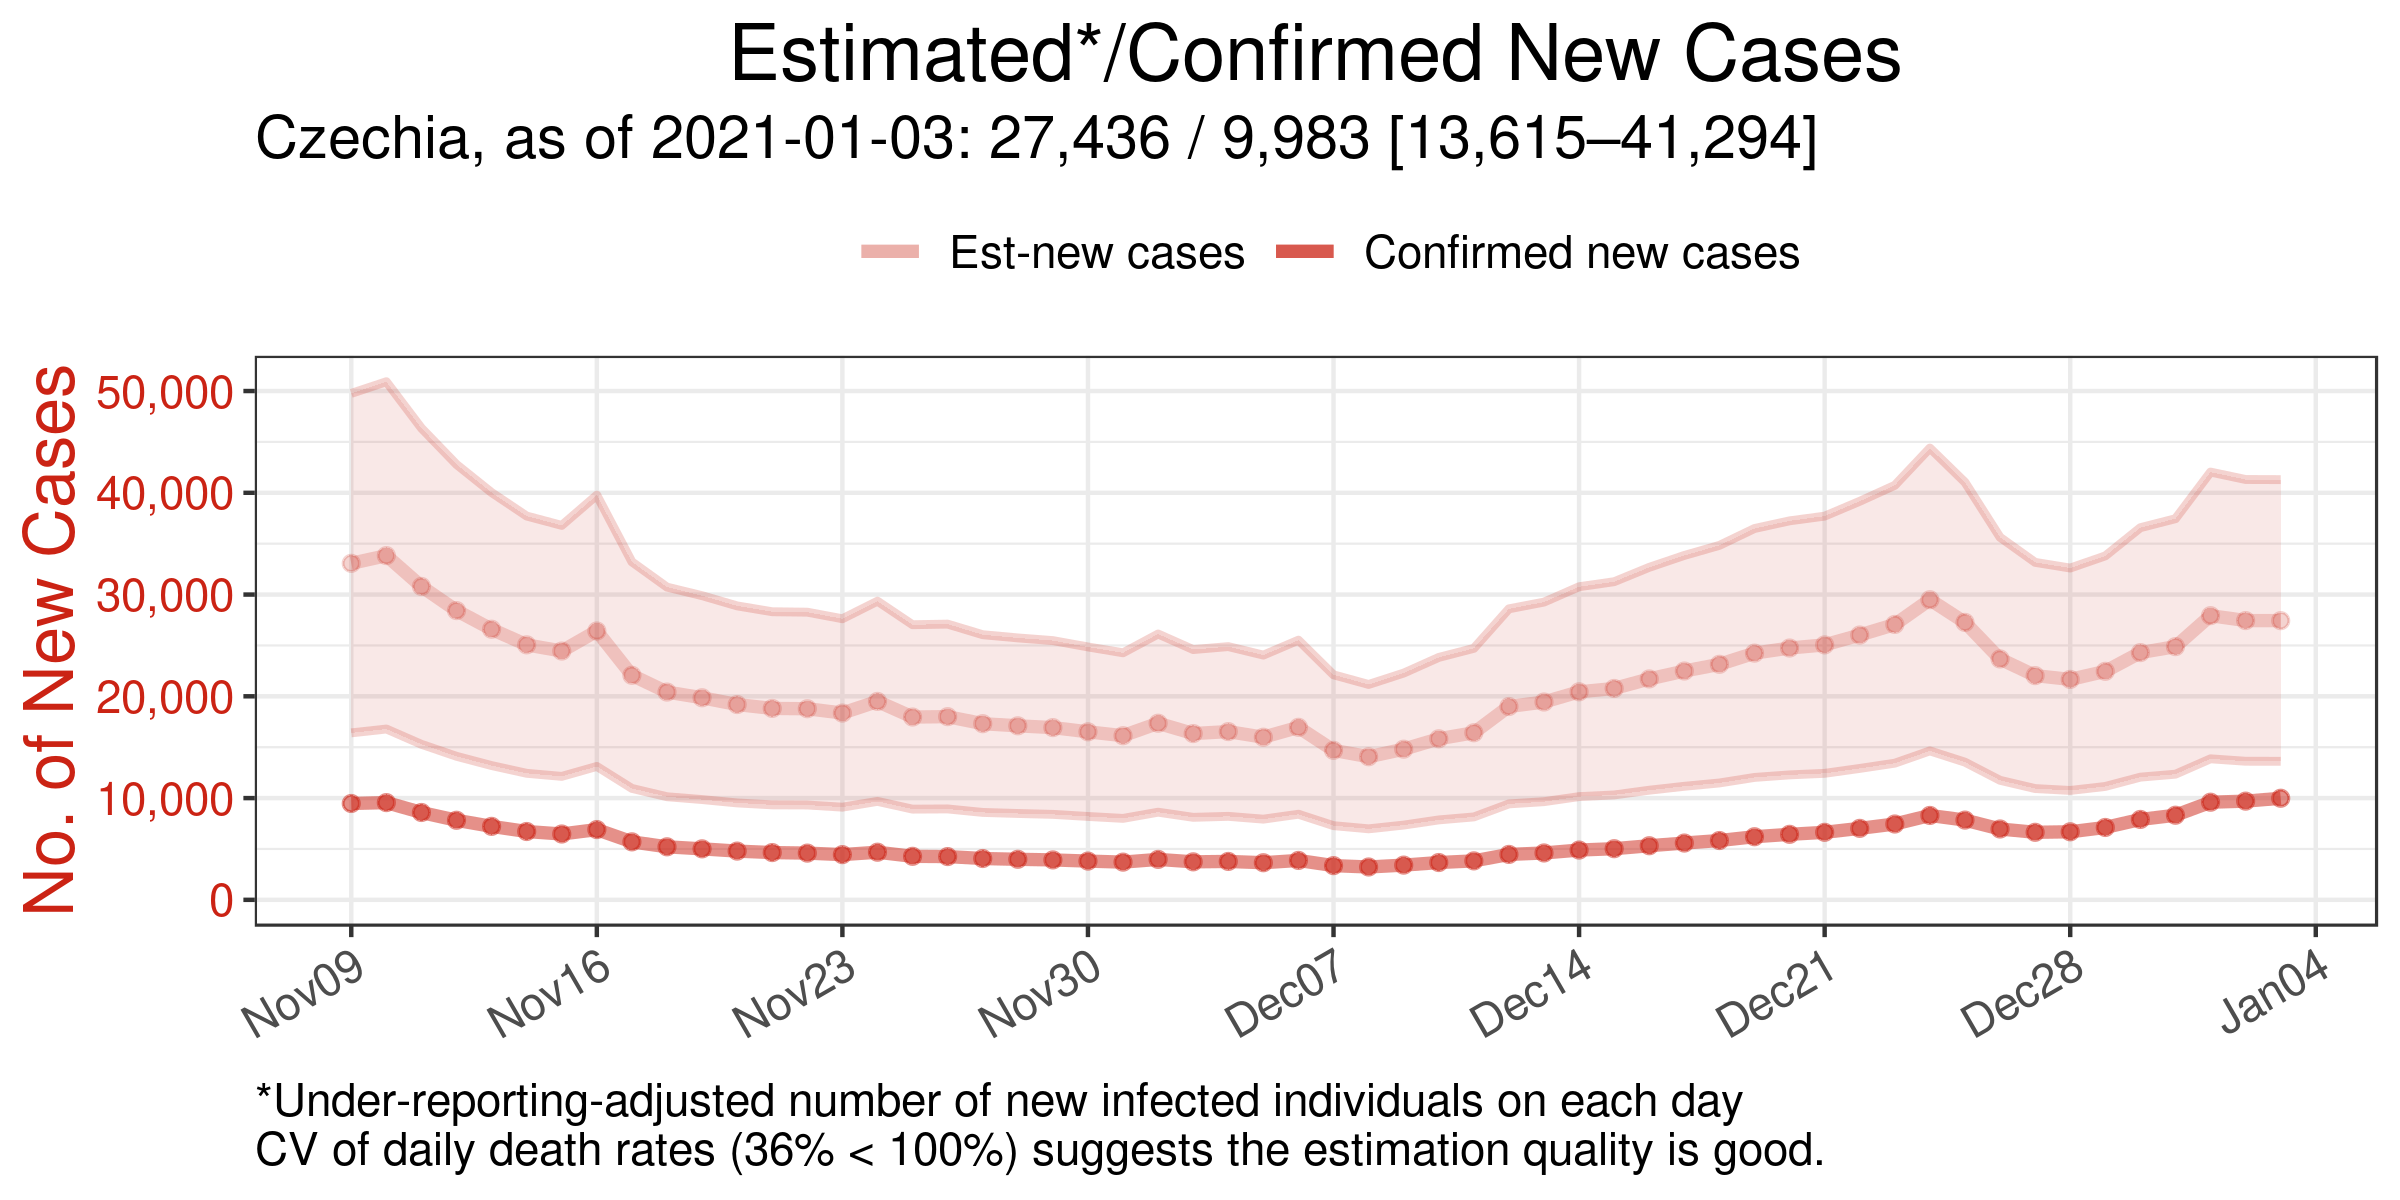 Estimated*/Confirmed New Cases
Czechia, as of 2021-01-03: 27,436 / 9,983 [13,615–41,294]
Est-new cases
Confirmed new cases
No. of New Cases
50,000
40,000
30,000
20,000
10,000
0
Nov09
Nov16
Nov23
Nov30
Dec07
Dec14
Dec21
Dec28
Jan04
*Under-reporting-adjusted number of new infected individuals on each day
CV of daily death rates (36% < 100%) suggests the estimation quality is good.